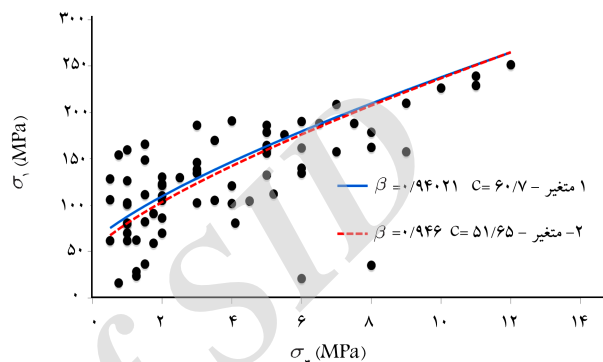 ۳۰۰
۲۵۰
۲۰۰
۱۵۰
۱۰۰
۵۰
۰
σ۱ (MPa)
۱ متغیر – β =۰/۹۴۰۲۱ C= ۶۰/۷
۲- متغیر – β =۰/۹۴۶ C= ۵۱/۶۵
۰ ۲ ۴ ۶ ۸ ۱۰ ۱۲ ۱۴
σ۳ (MPa)
of SID